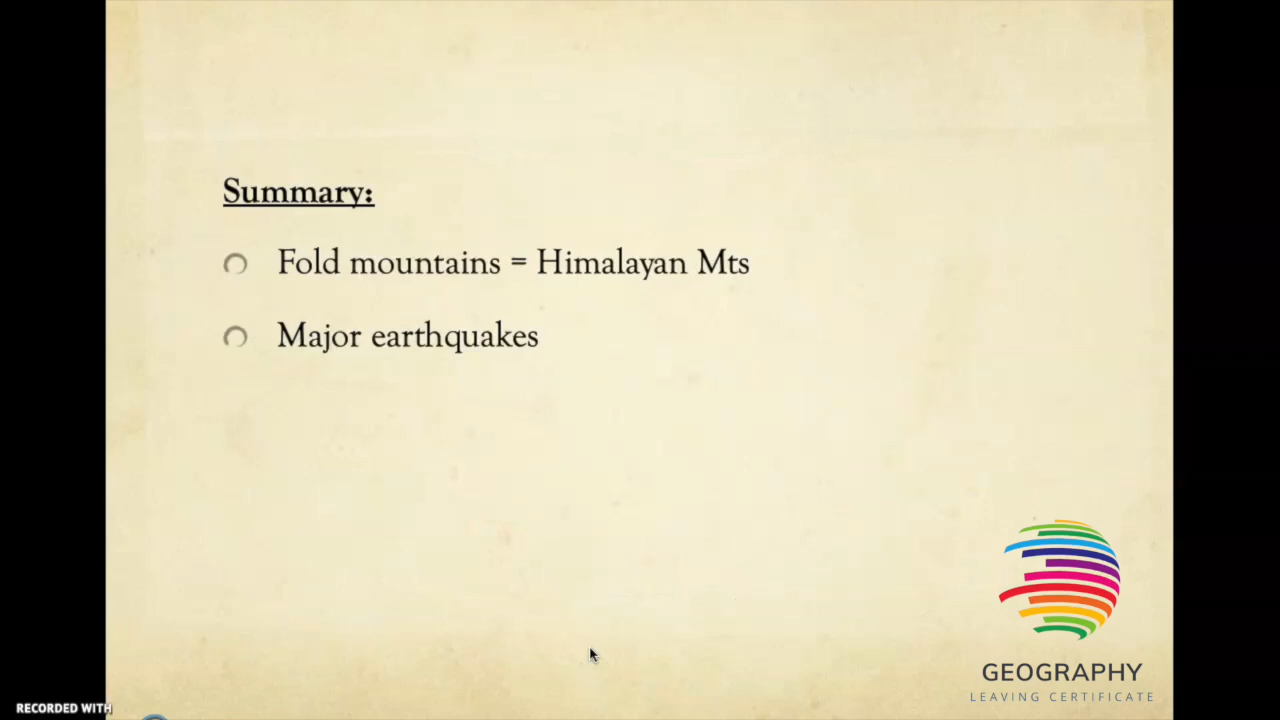 Summary:
Fold mountains = Himalayan Mts
Major earthquakes
GEOGRAPHY
LEAVING CERTIFICATE
RECORDED WITH